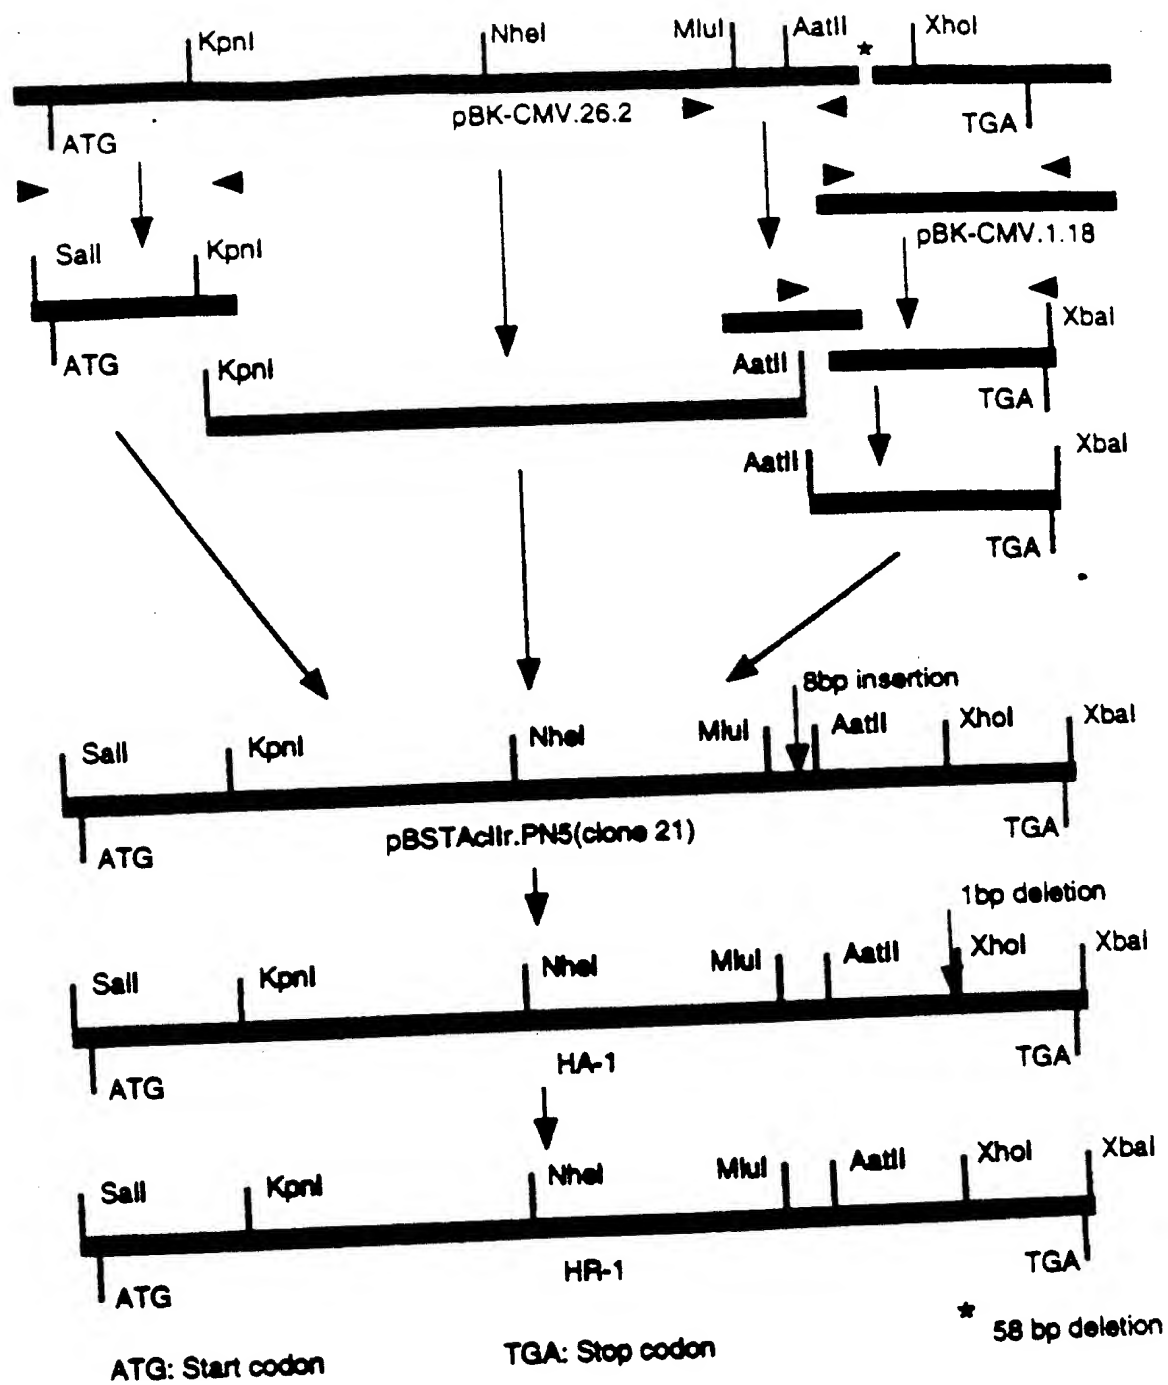 KpnI
NheI
MluI
AatII
*
XhoI
ATG
pBK-CMV.26.2
TGA
SalI
KpnI
pBK-CMV.1.18
ATG
KpnI
AatII
XbaI
TGA
AatII
XbaI
TGA
8bp insertion
SalI
KpnI
NheI
MluI
AatII
XhoI
XbaI
ATG
pBSTAcIIr.PN5(clone 21)
TGA
1bp deletion
SalI
KpnI
NheI
MluI
AatII
XhoI
XbaI
ATG
HA-1
TGA
SalI
KpnI
NheI
MluI
AatII
XhoI
XbaI
ATG
HR-1
TGA
* 58 bp deletion
ATG: Start codon
TGA: Stop codon